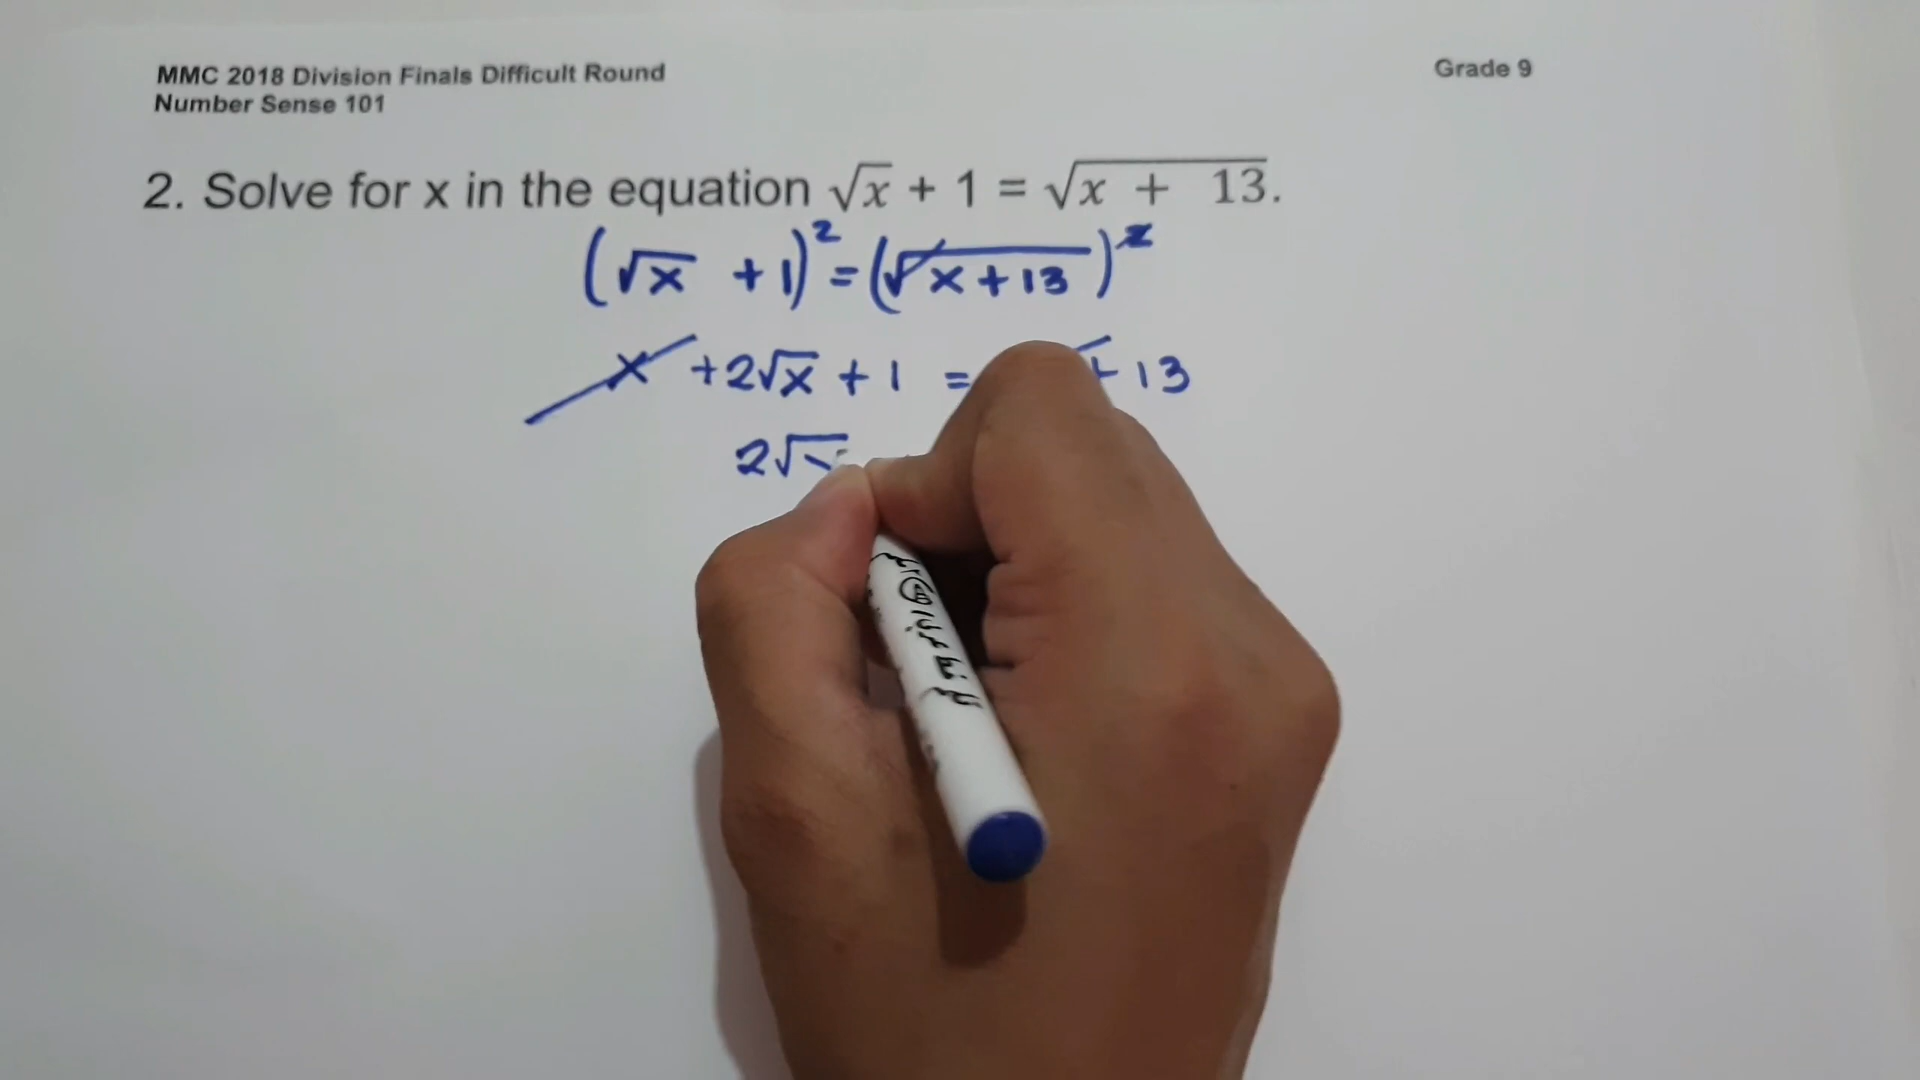 MMC 2018 Division Finals Difficult Round
Grade 9
Number Sense 101
2. Solve for x in the equation √x + 1 = √(x + 13).
(√x + 1)² = (√(x+13))²
x + 2√x + 1 = + 13
2√x